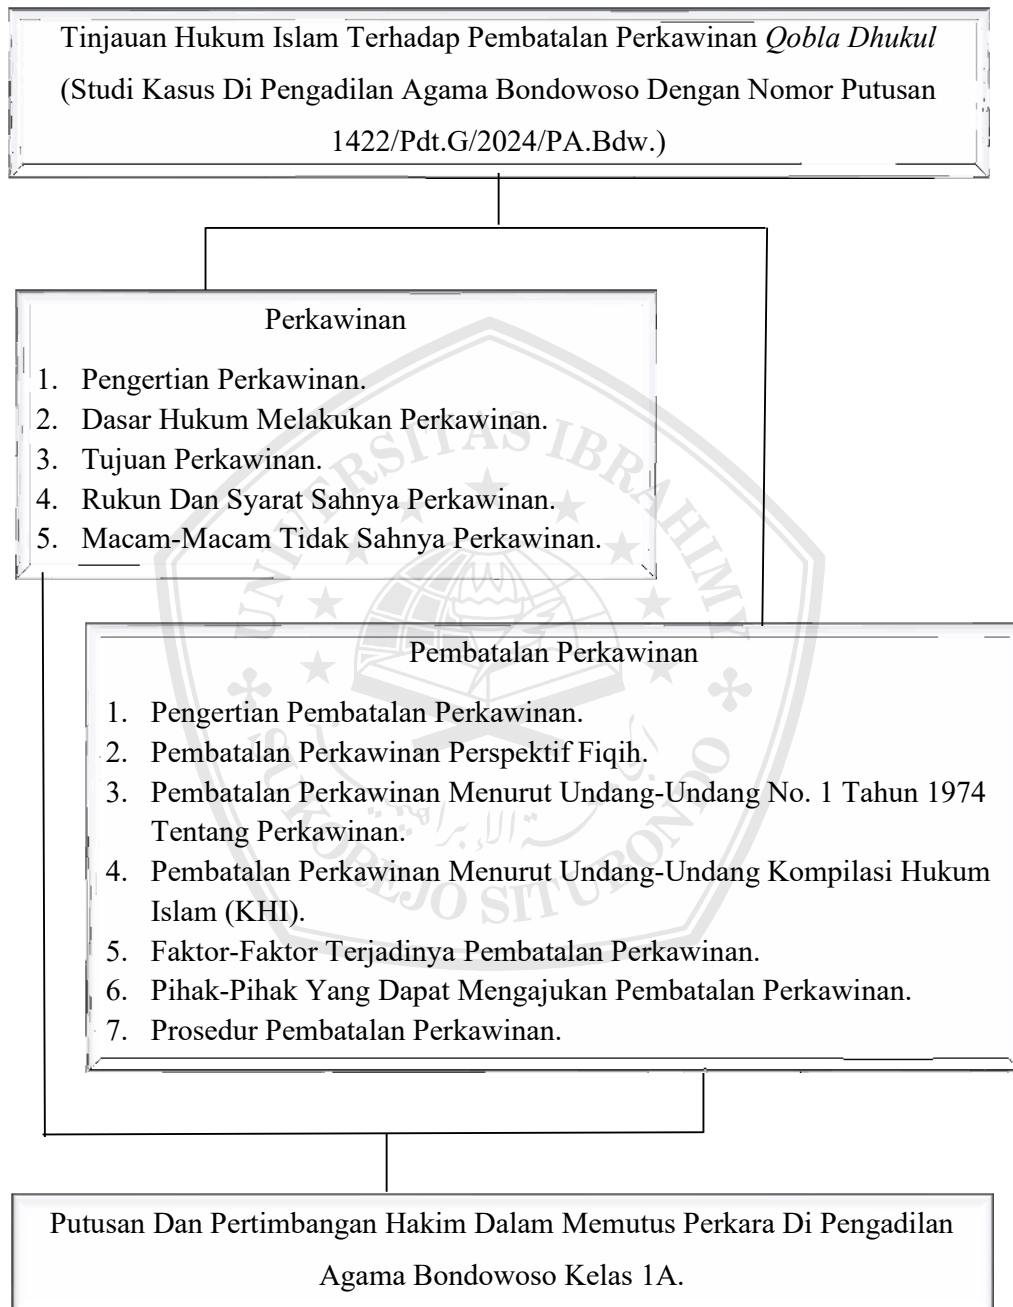 Tinjauan Hukum Islam Terhadap Pembatalan Perkawinan Qobla Dhukul
(Studi Kasus Di Pengadilan Agama Bondowoso Dengan Nomor Putusan
1422/Pdt.G/2024/PA.Bdw.)
Perkawinan
1. Pengertian Perkawinan.
2. Dasar Hukum Melakukan Perkawinan.
3. Tujuan Perkawinan.
4. Rukun Dan Syarat Sahnya Perkawinan.
5. Macam-Macam Tidak Sahnya Perkawinan.
Pembatalan Perkawinan
1. Pengertian Pembatalan Perkawinan.
2. Pembatalan Perkawinan Perspektif Fiqih.
3. Pembatalan Perkawinan Menurut Undang-Undang No. 1 Tahun 1974
Tentang Perkawinan.
4. Pembatalan Perkawinan Menurut Undang-Undang Kompilasi Hukum
Islam (KHI).
5. Faktor-Faktor Terjadinya Pembatalan Perkawinan.
6. Pihak-Pihak Yang Dapat Mengajukan Pembatalan Perkawinan.
7. Prosedur Pembatalan Perkawinan.
Putusan Dan Pertimbangan Hakim Dalam Memutus Perkara Di Pengadilan
Agama Bondowoso Kelas 1A.
UNIVERSITAS IBRAHIMY
SUKOREJO SITUBONDO